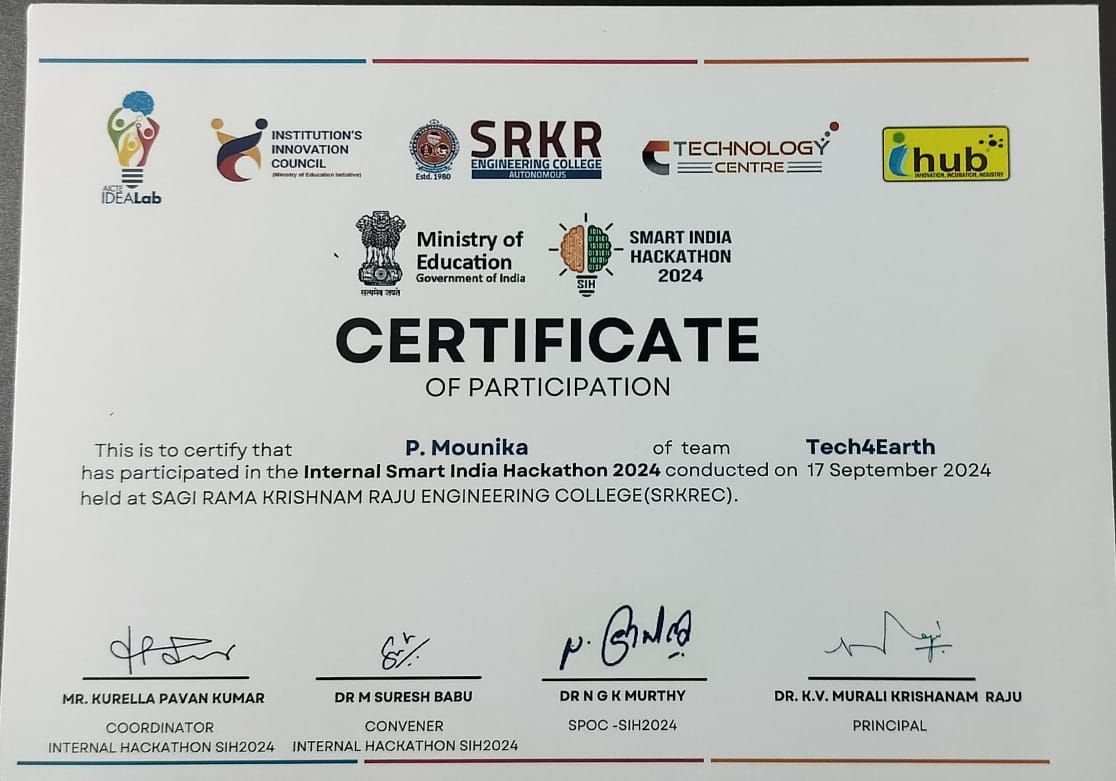 AICTE
IDEALab
INSTITUTION'S
INNOVATION
COUNCIL
(Ministry of Education Initiative)
Estd. 1980
SRKR
ENGINEERING COLLEGE
AUTONOMOUS
TECHNOLOGY
CENTRE
ihub
INNOVATION, INCUBATION, INDUSTRY
सत्यमेव जयते
Ministry of
Education
Government of India
SIH
SMART INDIA
HACKATHON
2024
CERTIFICATE
OF PARTICIPATION
This is to certify that P. Mounika of team Tech4Earth
has participated in the Internal Smart India Hackathon 2024 conducted on 17 September 2024
held at SAGI RAMA KRISHNAM RAJU ENGINEERING COLLEGE(SRKREC).
MR. KURELLA PAVAN KUMAR
COORDINATOR
INTERNAL HACKATHON SIH2024
DR M SURESH BABU
CONVENER
INTERNAL HACKATHON SIH2024
DR N G K MURTHY
SPOC -SIH2024
DR. K.V. MURALI KRISHANAM RAJU
PRINCIPAL